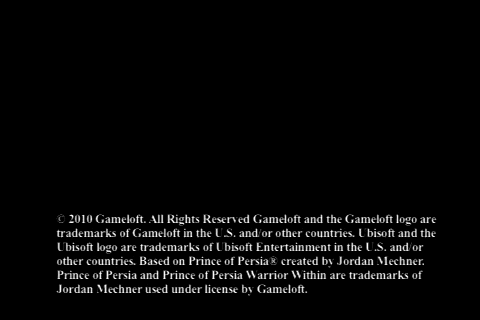 © 2010 Gameloft. All Rights Reserved Gameloft and the Gameloft logo are
trademarks of Gameloft in the U.S. and/or other countries. Ubisoft and the
Ubisoft logo are trademarks of Ubisoft Entertainment in the U.S. and/or
other countries. Based on Prince of Persia® created by Jordan Mechner.
Prince of Persia and Prince of Persia Warrior Within are trademarks of
Jordan Mechner used under license by Gameloft.